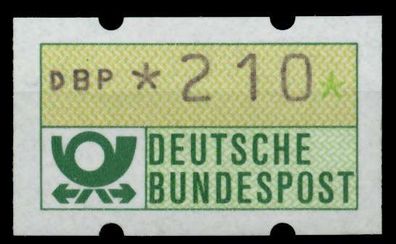 DBP *210*
DEUTSCHE
BUNDESPOST